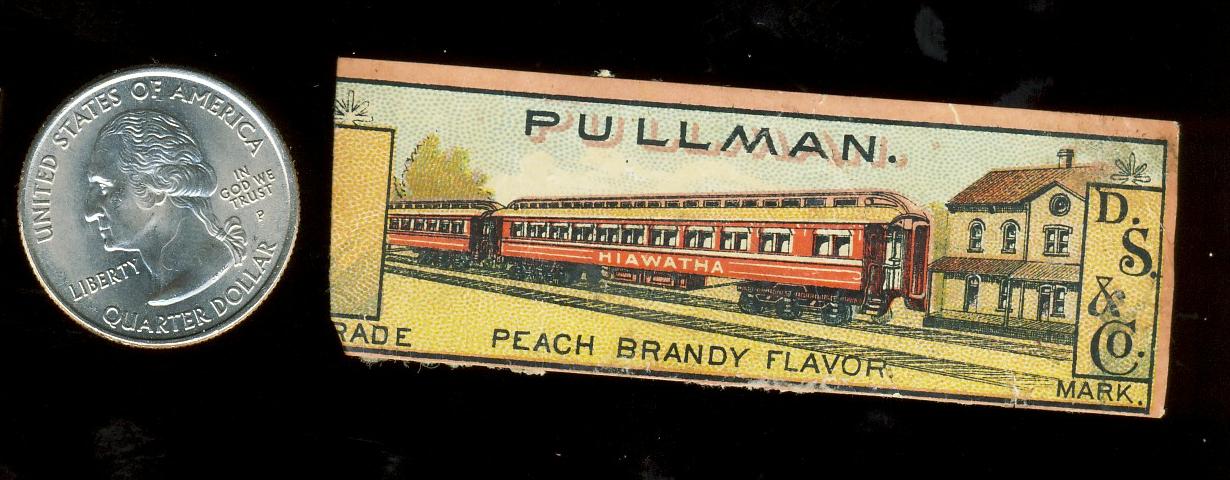 UNITED STATES OF AMERICA
IN
GOD WE
TRUST
P
LIBERTY
QUARTER DOLLAR
PULLMAN.
HIAWATHA
D.
S.
&
Co.
RADE
PEACH BRANDY FLAVOR.
MARK.